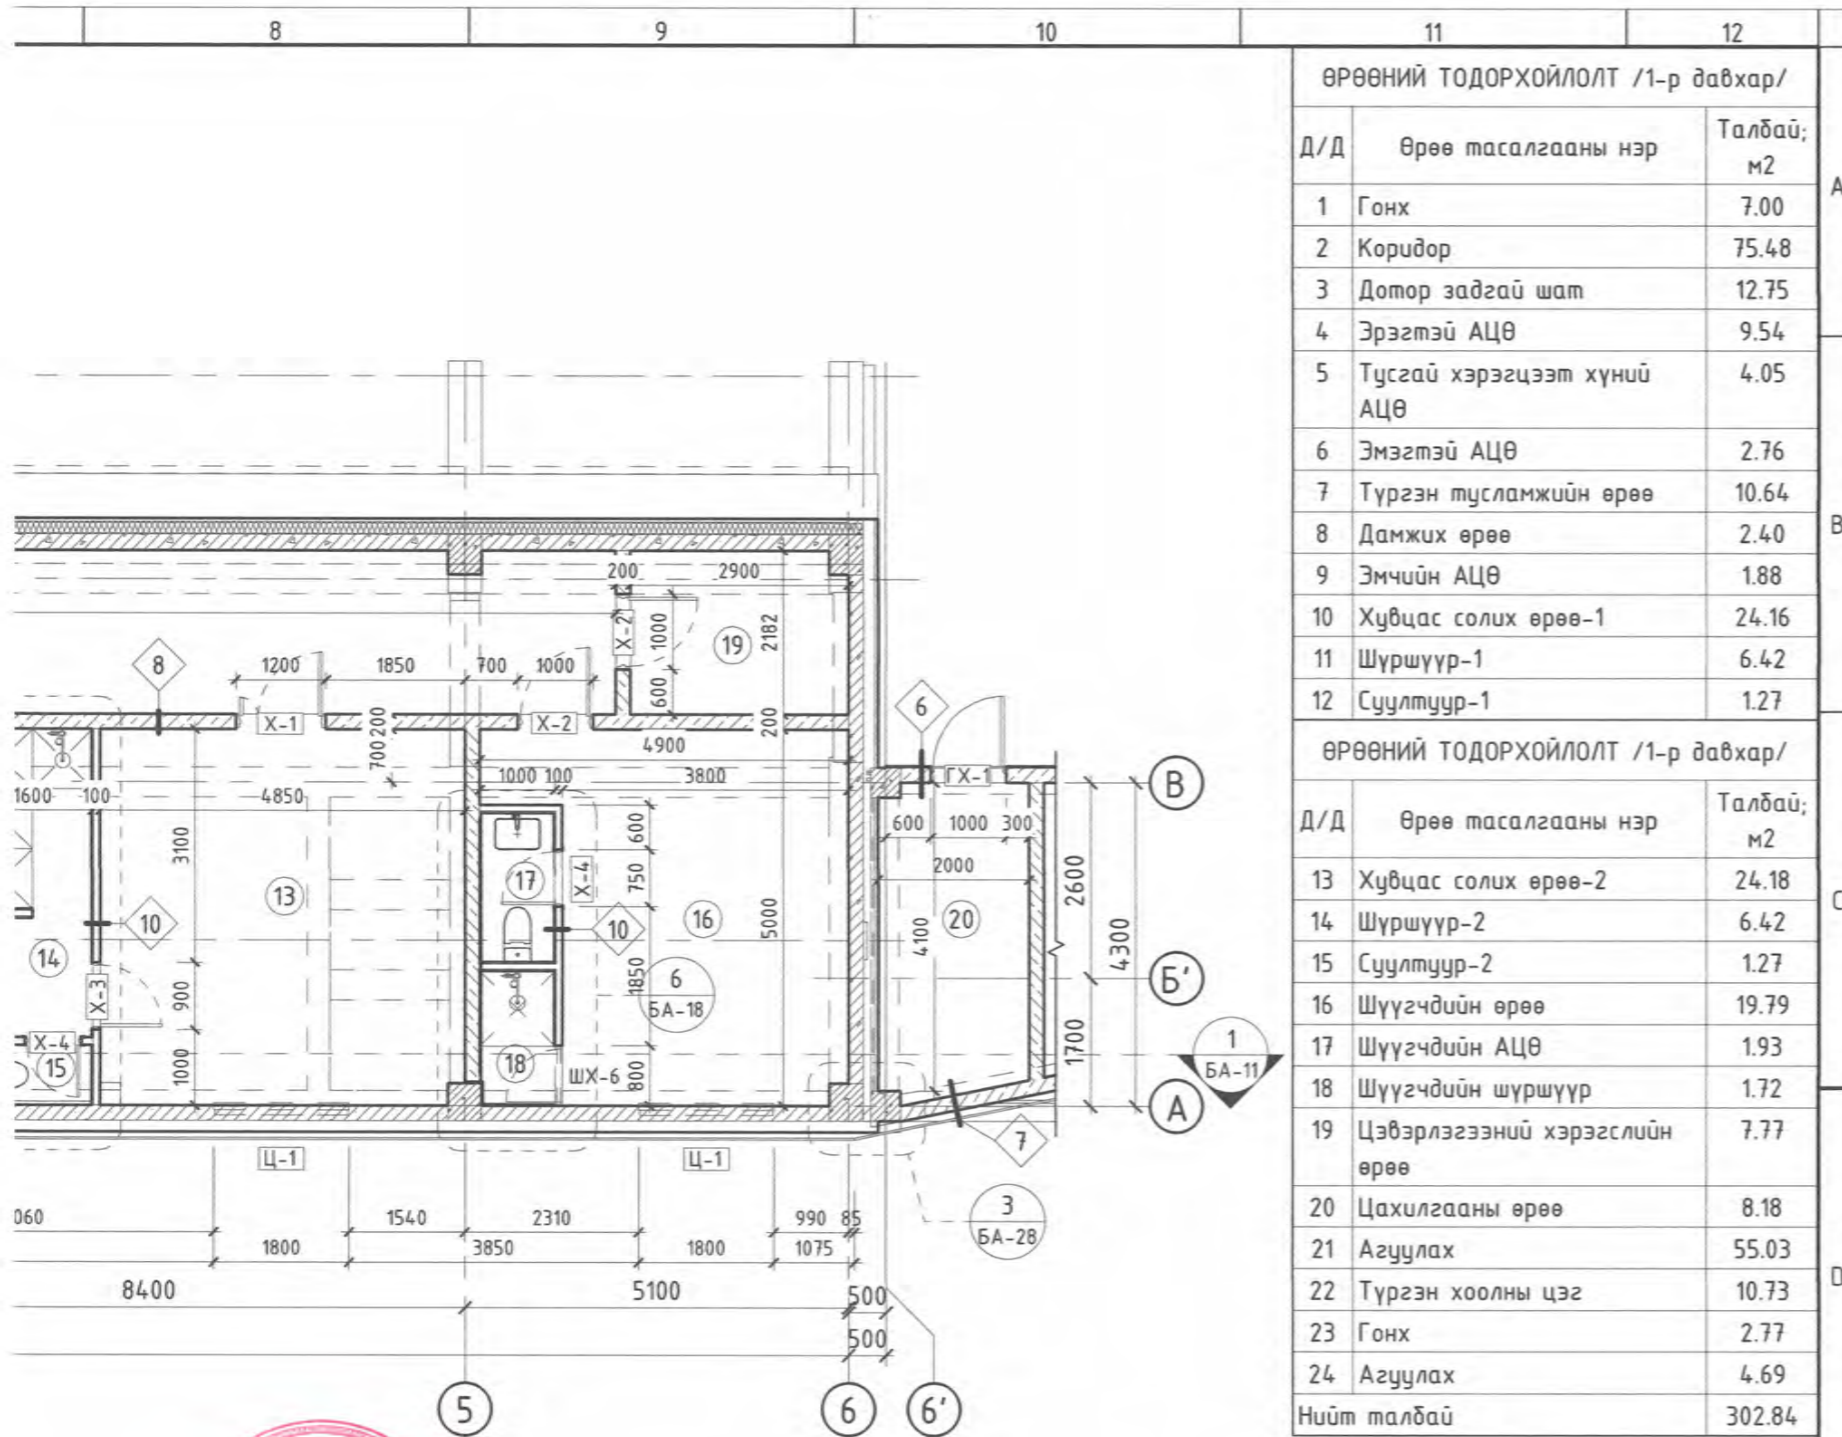 8 9 10 11 12
ӨРӨӨНИЙ ТОДОРХОЙЛОЛТ /1-р давхар/
Д/Д Өрөө тасалгааны нэр Талбай;
м2
1 Гонх 7.00
2 Коридор 75.48
3 Дотор задгай шат 12.75
4 Эрэгтэй АЦӨ 9.54
5 Тусгай хэрэгцээт хүний 4.05
АЦӨ
6 Эмэгтэй АЦӨ 2.76
7 Түргэн тусламжийн өрөө 10.64
8 Дамжих өрөө 2.40
9 Эмчийн АЦӨ 1.88
10 Хувцас солих өрөө-1 24.16
11 Шүршүүр-1 6.42
12 Суултуур-1 1.27
ӨРӨӨНИЙ ТОДОРХОЙЛОЛТ /1-р давхар/
Д/Д Өрөө тасалгааны нэр Талбай;
м2
13 Хувцас солих өрөө-2 24.18
14 Шүршүүр-2 6.42
15 Суултуур-2 1.27
16 Шүүгчдийн өрөө 19.79
17 Шүүгчдийн АЦӨ 1.93
18 Шүүгчдийн шүршүүр 1.72
19 Цэвэрлэгээний хэрэгслийн 7.77
өрөө
20 Цахилгааны өрөө 8.18
21 Агуулах 55.03
22 Түргэн хоолны цэг 10.73
23 Гонх 2.77
24 Агуулах 4.69
Нийт талбай 302.84
A
B
C
D
200 2900
X-2 1000 19 2182
8 1200 1850 700 1000
600
6
X-1 X-2 200 200
700 4900
1000 100 3800 ГХ-1 В
1600 100 4850
600 600 1000 300
3100 2000
13 17 X-4 750 16 5000 20 2600
10 10 4100 4300
14 1850 6
БА-18 Б'
X-3 900
X-4 15 1000 18 ШХ-6 800 1700 1
БА-11
А
7
Ц-1 Ц-1
3
БА-28
060 1540 2310 990 85
1800 3850 1800 1075
8400 5100 500
500
5 6 6'